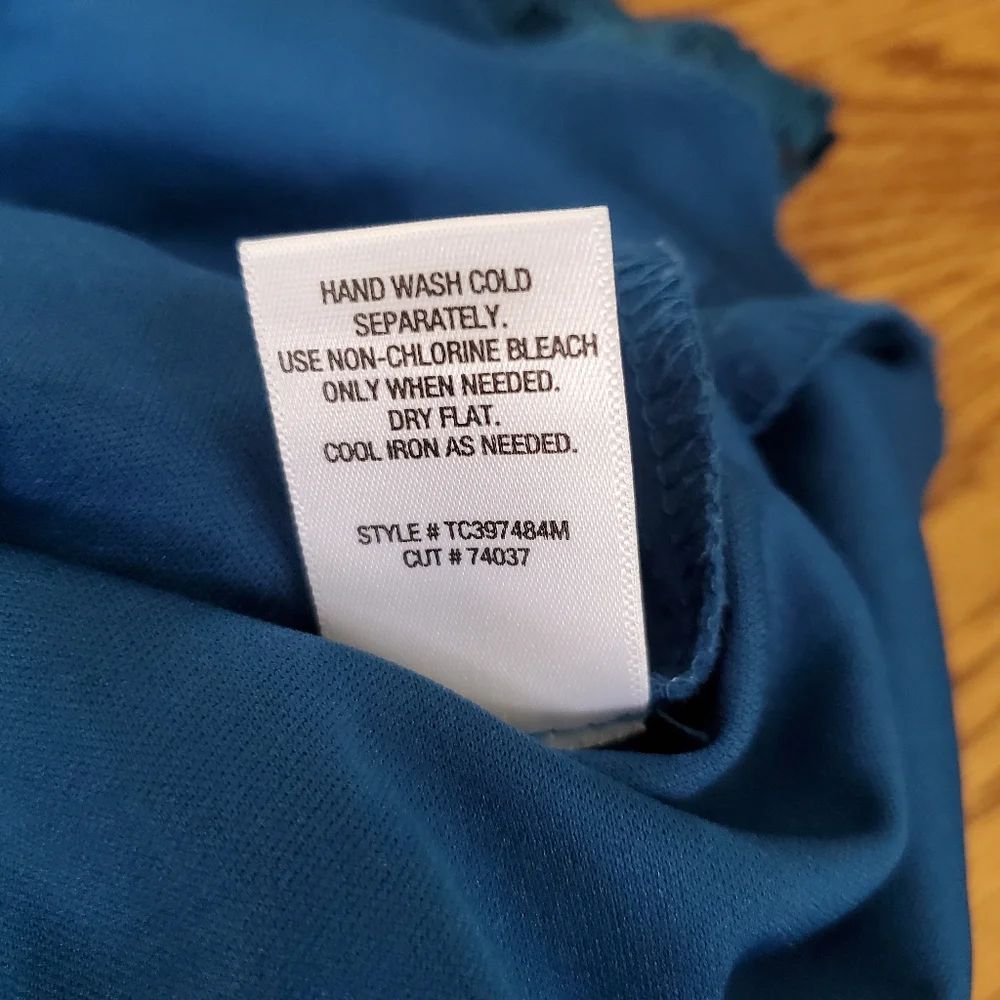 HAND WASH COLD
SEPARATELY.
USE NON-CHLORINE BLEACH
ONLY WHEN NEEDED.
DRY FLAT.
COOL IRON AS NEEDED.
STYLE # TC397484M
CUT # 74037